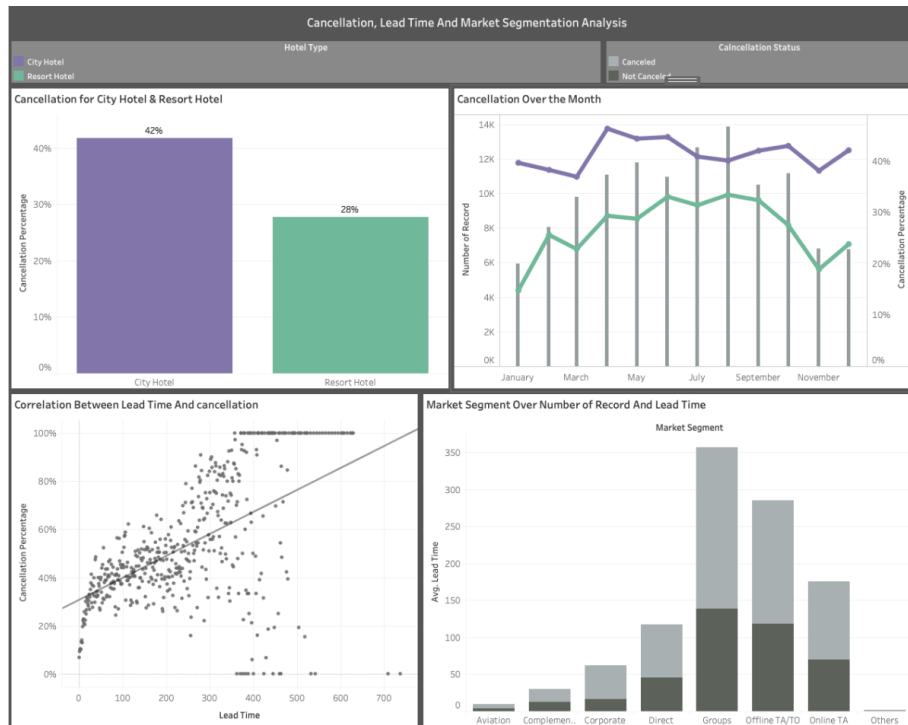 Cancellation, Lead Time And Market Segmentation Analysis
Hotel Type
City Hotel
Resort Hotel
Calncellation Status
Canceled
Not Canceled
Cancellation for City Hotel & Resort Hotel
42%
28%
40%
30%
20%
10%
0%
Cancellation Percentage
City Hotel
Resort Hotel
Cancellation Over the Month
14K
12K
10K
8K
6K
4K
2K
0K
Number of Record
40%
30%
20%
10%
0%
Cancellation Percentage
January
March
May
July
September
November
Correlation Between Lead Time And cancellation
100%
80%
60%
40%
20%
0%
Cancellation Percentage
0
100
200
300
400
500
600
700
Lead Time
Market Segment Over Number of Record And Lead Time
Market Segment
350
300
250
200
150
100
50
0
Avg. Lead Time
Aviation
Complemen..
Corporate
Direct
Groups
Offline TA/TO
Online TA
Others